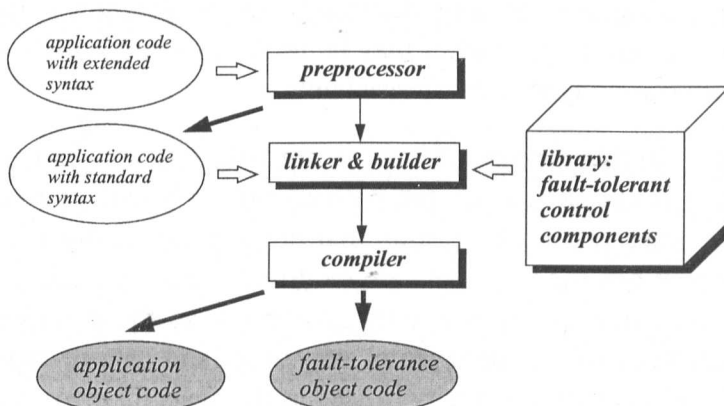 application code
with extended
syntax
preprocessor
application code
with standard
syntax
linker & builder
library:
fault-tolerant
control
components
compiler
application
object code
fault-tolerance
object code